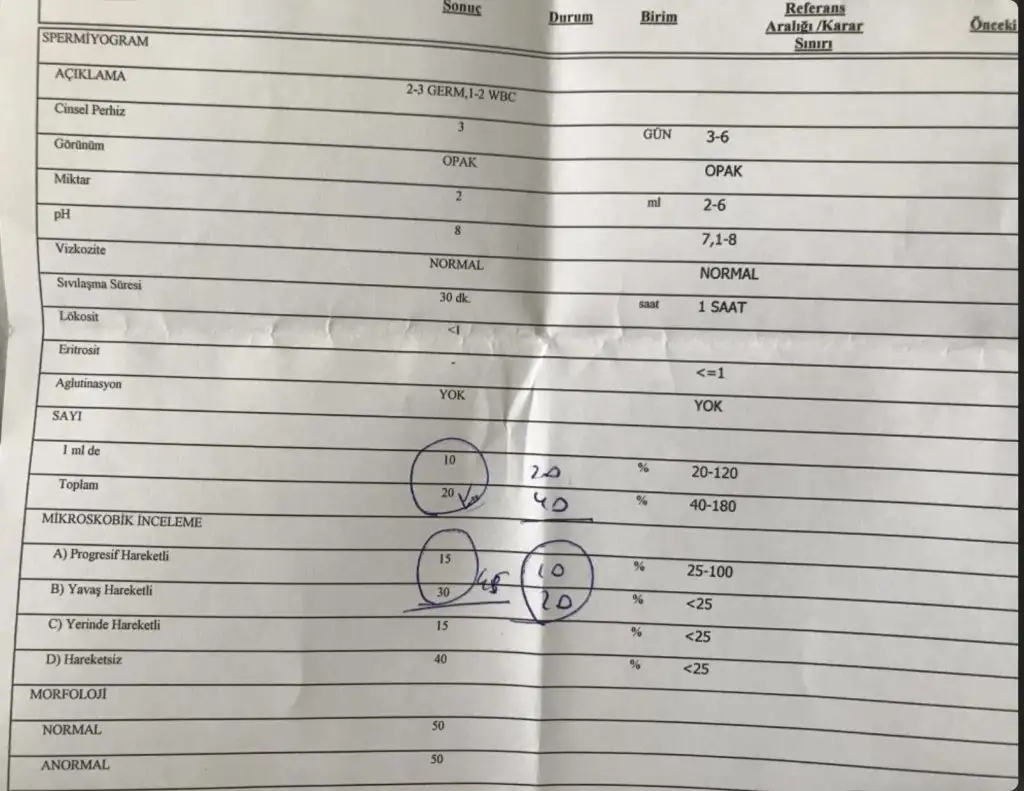 Sonuç Durum Birim Referans Aralığı /Karar Sınırı Önceki
SPERMİYOGRAM
AÇIKLAMA 2-3 GERM,1-2 WBC
Cinsel Perhiz 3 GÜN 3-6
Görünüm OPAK OPAK
Miktar 2 ml 2-6
pH 8 7,1-8
Vizkozite NORMAL NORMAL
Sıvılaşma Süresi 30 dk. saat 1 SAAT
Lökosit <1
Eritrosit - <=1
Aglutinasyon YOK YOK
SAYI
1 ml de 10 20 % 20-120
Toplam 20 40 % 40-180
MİKROSKOBİK İNCELEME
A) Progresif Hareketli 15 10 % 25-100
B) Yavaş Hareketli 30 45 20 % <25
C) Yerinde Hareketli 15 % <25
D) Hareketsiz 40 % <25
MORFOLOJİ
NORMAL 50
ANORMAL 50